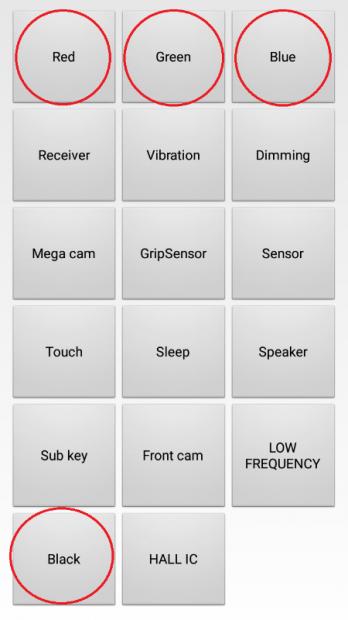 Red
Green
Blue
Receiver
Vibration
Dimming
Mega cam
GripSensor
Sensor
Touch
Sleep
Speaker
Sub key
Front cam
LOW
FREQUENCY
Black
HALL IC